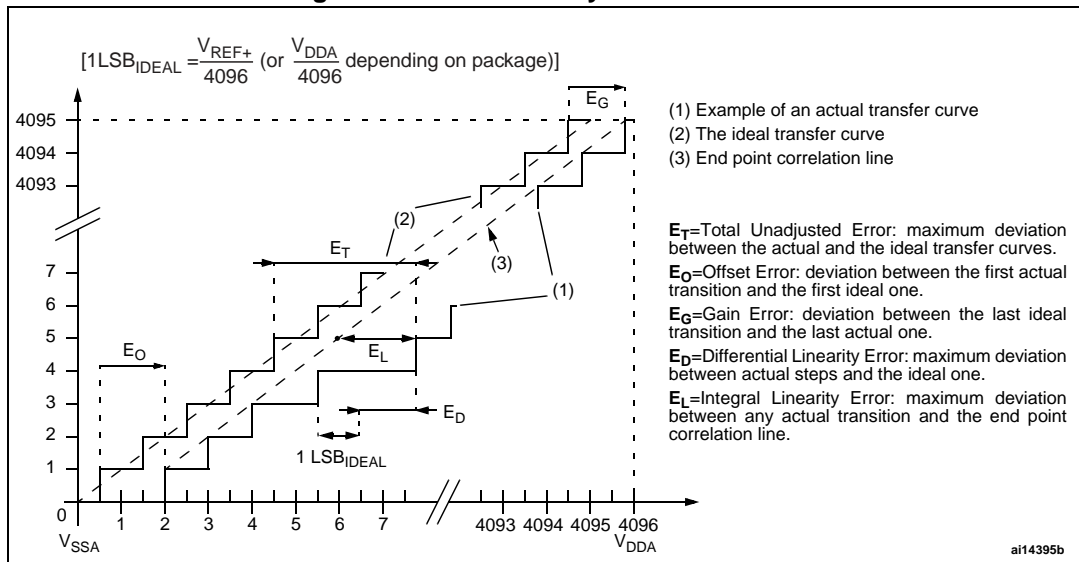 [1LSB_IDEAL = V_REF+ / 4096 (or V_DDA / 4096 depending on package)]
E_G
4095
4094
4093
(1) Example of an actual transfer curve
(2) The ideal transfer curve
(3) End point correlation line
(2)
E_T
(3)
7
6
(1)
5
E_O
E_L
4
3
E_D
2
1 LSB_IDEAL
1
0
1 2 3 4 5 6 7 4093 4094 4095 4096
V_SSA V_DDA
E_T=Total Unadjusted Error: maximum deviation
between the actual and the ideal transfer curves.
E_O=Offset Error: deviation between the first actual
transition and the first ideal one.
E_G=Gain Error: deviation between the last ideal
transition and the last actual one.
E_D=Differential Linearity Error: maximum deviation
between actual steps and the ideal one.
E_L=Integral Linearity Error: maximum deviation
between any actual transition and the end point
correlation line.
ai14395b